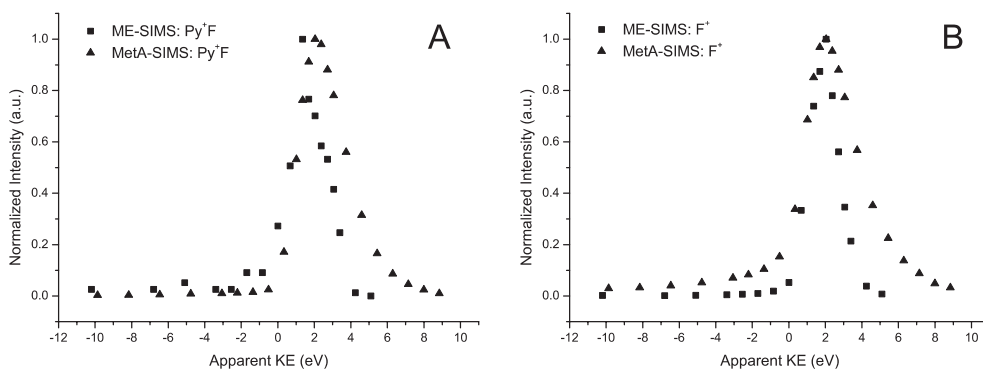 A
■ ME-SIMS: Py⁺F
▲ MetA-SIMS: Py⁺F
1.0
0.8
0.6
0.4
0.2
0.0
Normalized Intensity (a.u.)
-12 -10 -8 -6 -4 -2 0 2 4 6 8 10
Apparent KE (eV)
B
■ ME-SIMS: F⁺
▲ MetA-SIMS: F⁺
1.0
0.8
0.6
0.4
0.2
0.0
Normalized Intensity (a.u.)
-12 -10 -8 -6 -4 -2 0 2 4 6 8 10
Apparent KE (eV)